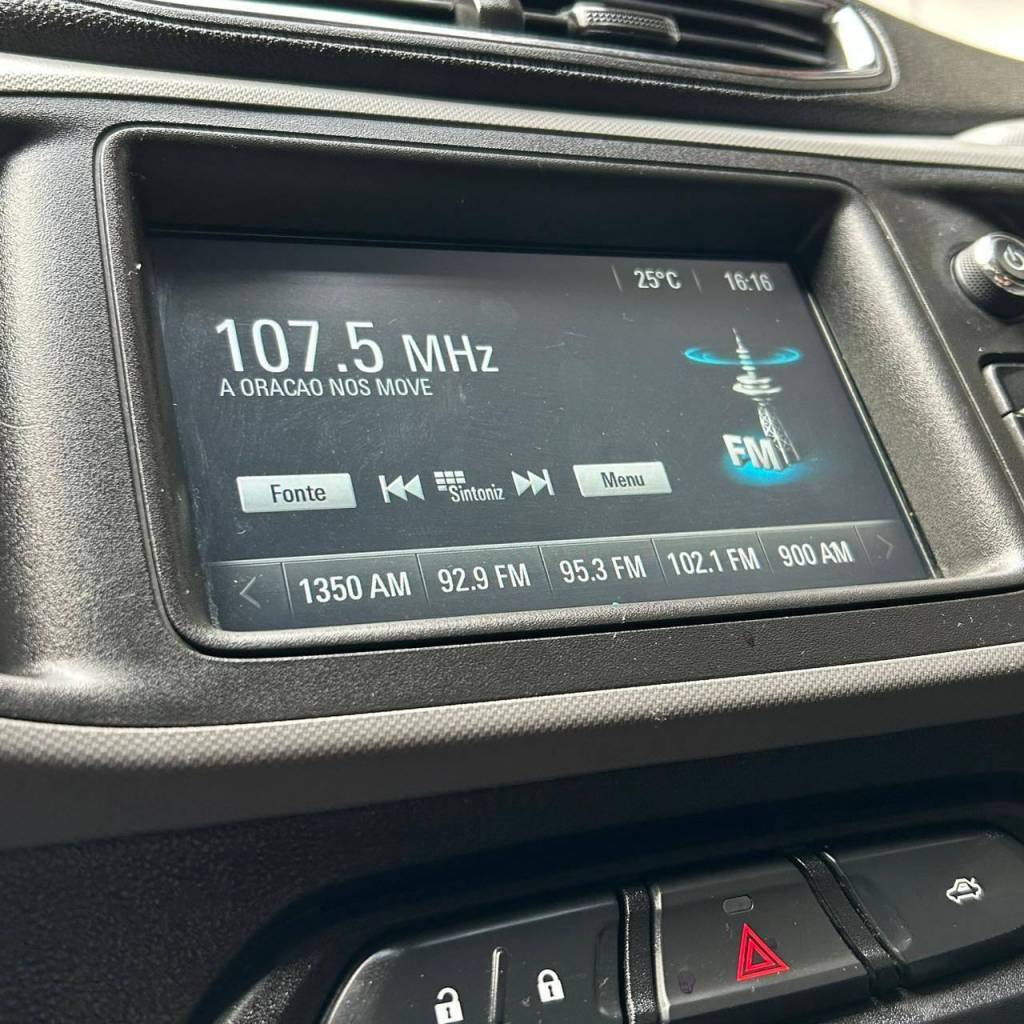 25°C 16:16
107.5 MHz
A ORACAO NOS MOVE
FM
Fonte Sintoniz Menu
1350 AM 92.9 FM 95.3 FM 102.1 FM 900 AM